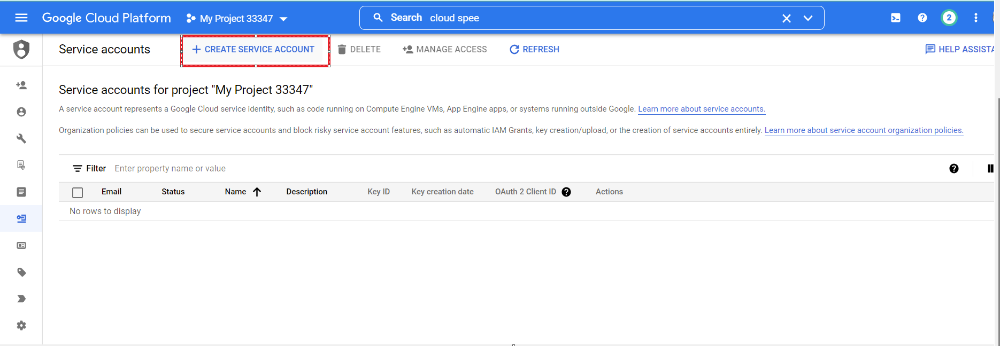 Google Cloud Platform My Project 33347 Search cloud spee 2
Service accounts CREATE SERVICE ACCOUNT DELETE MANAGE ACCESS REFRESH HELP ASSISTA
Service accounts for project "My Project 33347"
A service account represents a Google Cloud service identity, such as code running on Compute Engine VMs, App Engine apps, or systems running outside Google. Learn more about service accounts.
Organization policies can be used to secure service accounts and block risky service account features, such as automatic IAM Grants, key creation/upload, or the creation of service accounts entirely. Learn more about service account organization policies.
Filter Enter property name or value
Email Status Name Description Key ID Key creation date OAuth 2 Client ID Actions
No rows to display